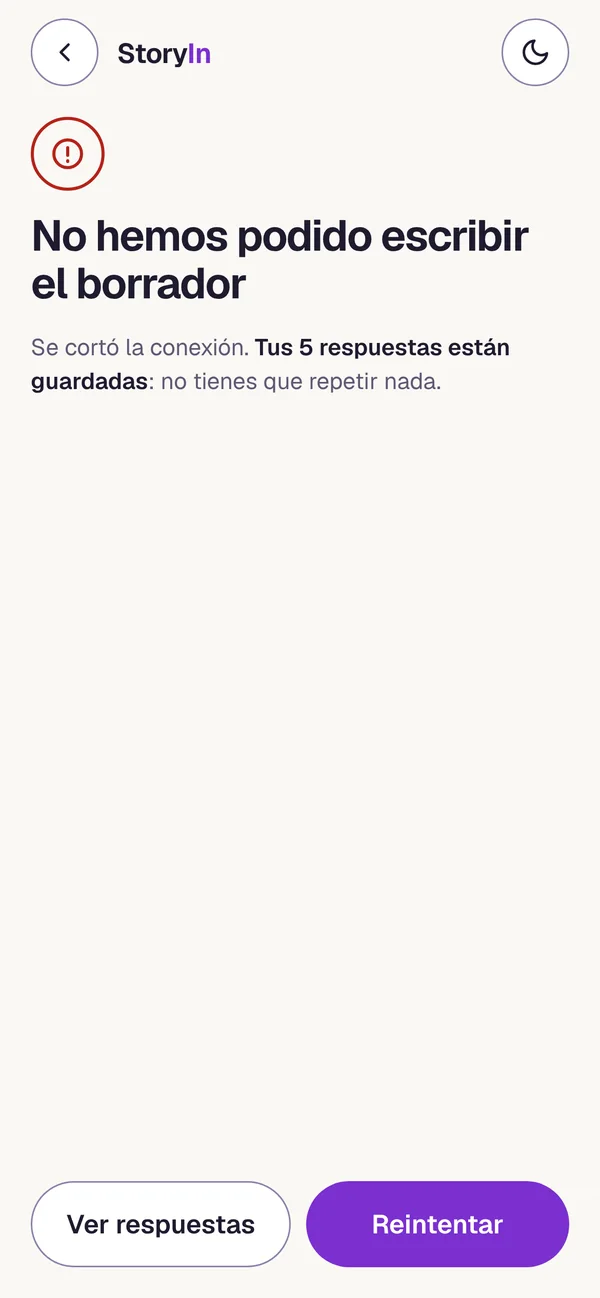 StoryIn
No hemos podido escribir
el borrador
Se cortó la conexión. Tus 5 respuestas están
guardadas: no tienes que repetir nada.
Ver respuestas
Reintentar